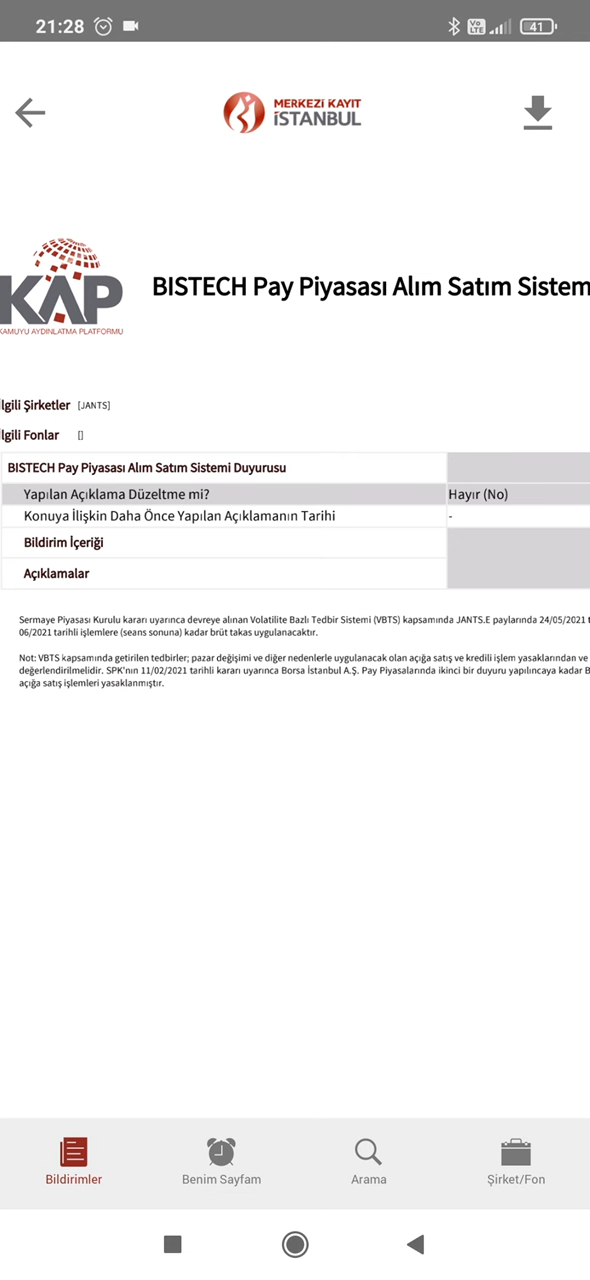 21:28
Vo LTE
41
MERKEZİ KAYIT
İSTANBUL
KAP
KAMUYU AYDINLATMA PLATFORMU
BISTECH Pay Piyasası Alım Satım Sistem
İlgili Şirketler [JANTS]
İlgili Fonlar []
BISTECH Pay Piyasası Alım Satım Sistemi Duyurusu
Yapılan Açıklama Düzeltme mi? Hayır (No)
Konuya İlişkin Daha Önce Yapılan Açıklamanın Tarihi -
Bildirim İçeriği
Açıklamalar
Sermaye Piyasası Kurulu kararı uyarınca devreye alınan Volatilite Bazlı Tedbir Sistemi (VBTS) kapsamında JANTS.E paylarında 24/05/2021 t
06/2021 tarihli işlemlere (seans sonuna) kadar brüt takas uygulanacaktır.
Not: VBTS kapsamında getirilen tedbirler; pazar değişimi ve diğer nedenlerle uygulanacak olan açığa satış ve kredili işlem yasaklarından ve
değerlendirilmelidir. SPK'nın 11/02/2021 tarihli kararı uyarınca Borsa İstanbul A.Ş. Pay Piyasalarında ikinci bir duyuru yapılıncaya kadar B
açığa satış işlemleri yasaklanmıştır.
Bildirimler
Benim Sayfam
Arama
Şirket/Fon